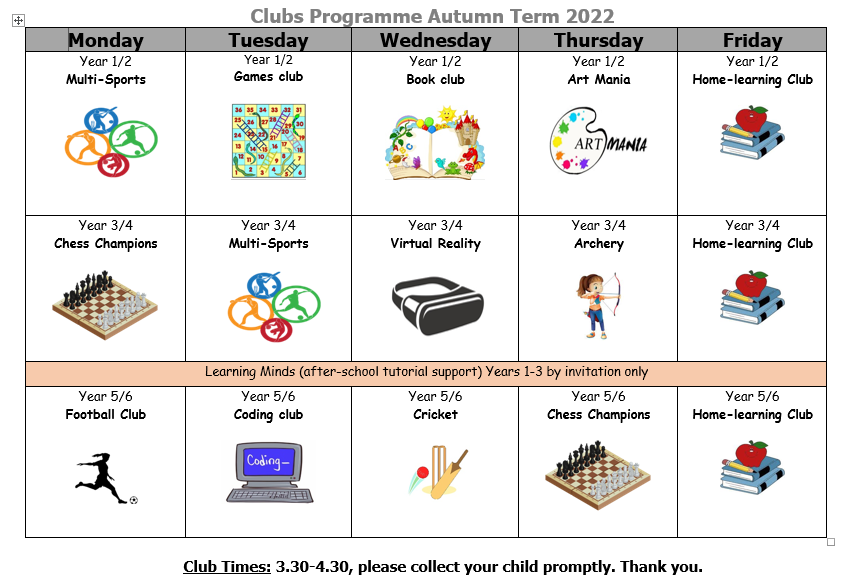 Clubs Programme Autumn Term 2022
Monday Tuesday Wednesday Thursday Friday
Year 1/2 Year 1/2 Year 1/2 Year 1/2 Year 1/2
Multi-Sports Games club Book club Art Mania Home-learning Club
36 35 34 33 32 31
ART MANIA
Year 3/4 Year 3/4 Year 3/4 Year 3/4 Year 3/4
Chess Champions Multi-Sports Virtual Reality Archery Home-learning Club
Learning Minds (after-school tutorial support) Years 1-3 by invitation only
Year 5/6 Year 5/6 Year 5/6 Year 5/6 Year 5/6
Football Club Coding club Cricket Chess Champions Home-learning Club
Coding_
Club Times: 3.30-4.30, please collect your child promptly. Thank you.